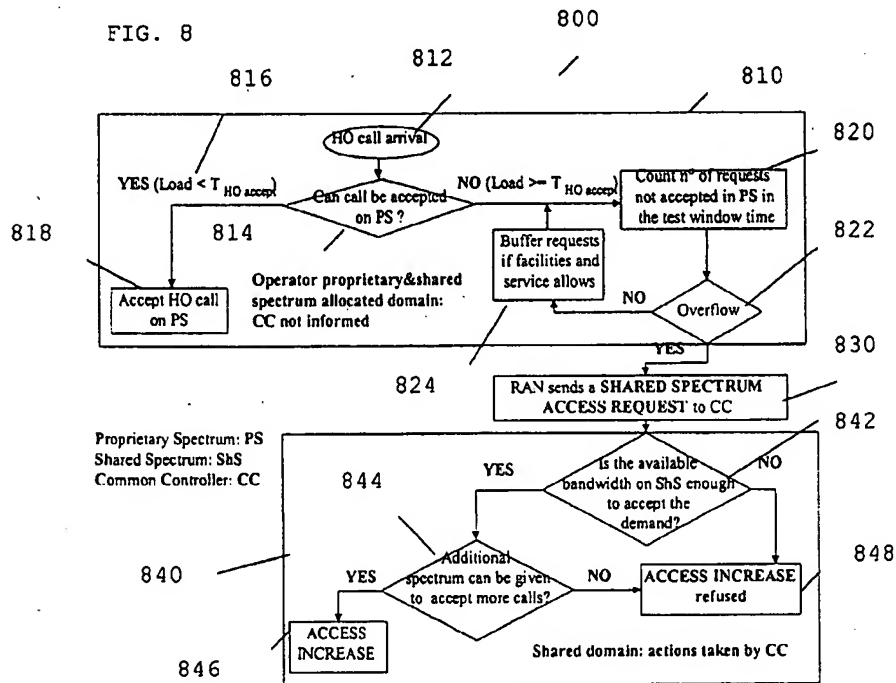 FIG. 8
800
816
812
810
820
HO call arrival
YES (Load < T HO accept)
NO (Load >= T HO accept)
Can call be accepted
on PS ?
Count n° of requests
not accepted in PS in
the test window time
818
814
822
Buffer requests
if facilities and
service allows
Accept HO call
on PS
Operator proprietary&shared
spectrum allocated domain:
CC not informed
NO
Overflow
YES
830
824
RAN sends a SHARED SPECTRUM
ACCESS REQUEST to CC
842
Proprietary Spectrum: PS
Shared Spectrum: ShS
Common Controller: CC
844
YES
Is the available
bandwidth on ShS enough
to accept the
demand?
NO
840
YES
Additional
spectrum can be given
to accept more calls?
NO
ACCESS INCREASE
refused
848
ACCESS
INCREASE
846
Shared domain: actions taken by CC